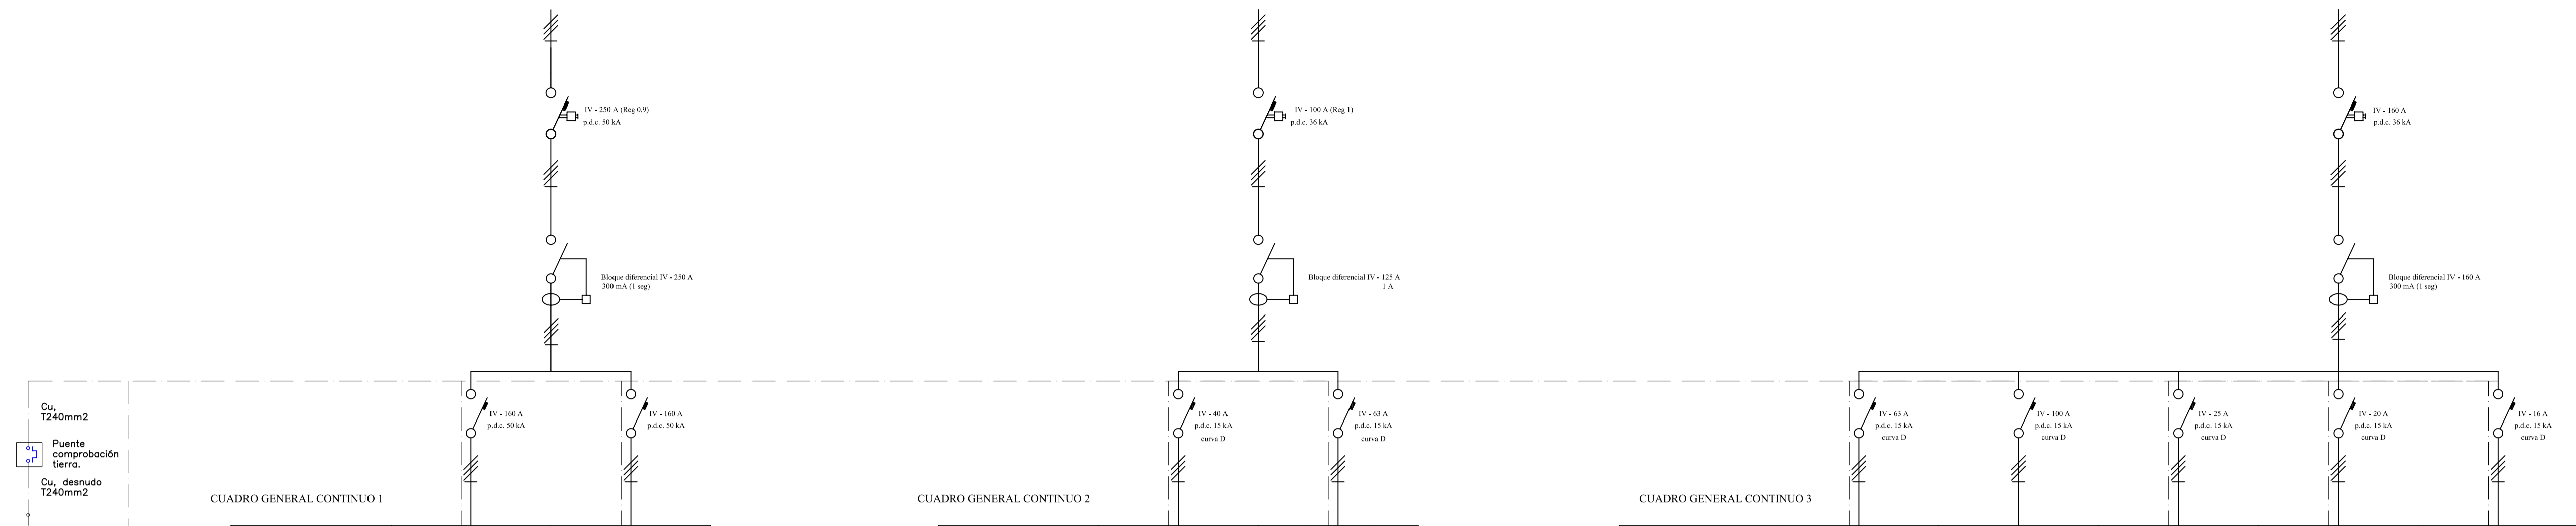 IV - 250 A (Reg 0,9)
p.d.c. 50 kA
IV - 100 A (Reg 1)
p.d.c. 36 kA
IV - 160 A
p.d.c. 36 kA
Bloque diferencial IV - 250 A
300 mA (1 seg)
Bloque diferencial IV - 125 A
1 A
Bloque diferencial IV - 160 A
300 mA (1 seg)
Cu,
T240mm2
Puente
comprobación
tierra.
Cu, desnudo
T240mm2
IV - 160 A
p.d.c. 50 kA
IV - 160 A
p.d.c. 50 kA
IV - 40 A
p.d.c. 15 kA
curva D
IV - 63 A
p.d.c. 15 kA
curva D
IV - 63 A
p.d.c. 15 kA
curva D
IV - 100 A
p.d.c. 15 kA
curva D
IV - 25 A
p.d.c. 15 kA
curva D
IV - 20 A
p.d.c. 15 kA
curva D
IV - 16 A
p.d.c. 15 kA
curva D
CUADRO GENERAL CONTINUO 1
CUADRO GENERAL CONTINUO 2
CUADRO GENERAL CONTINUO 3